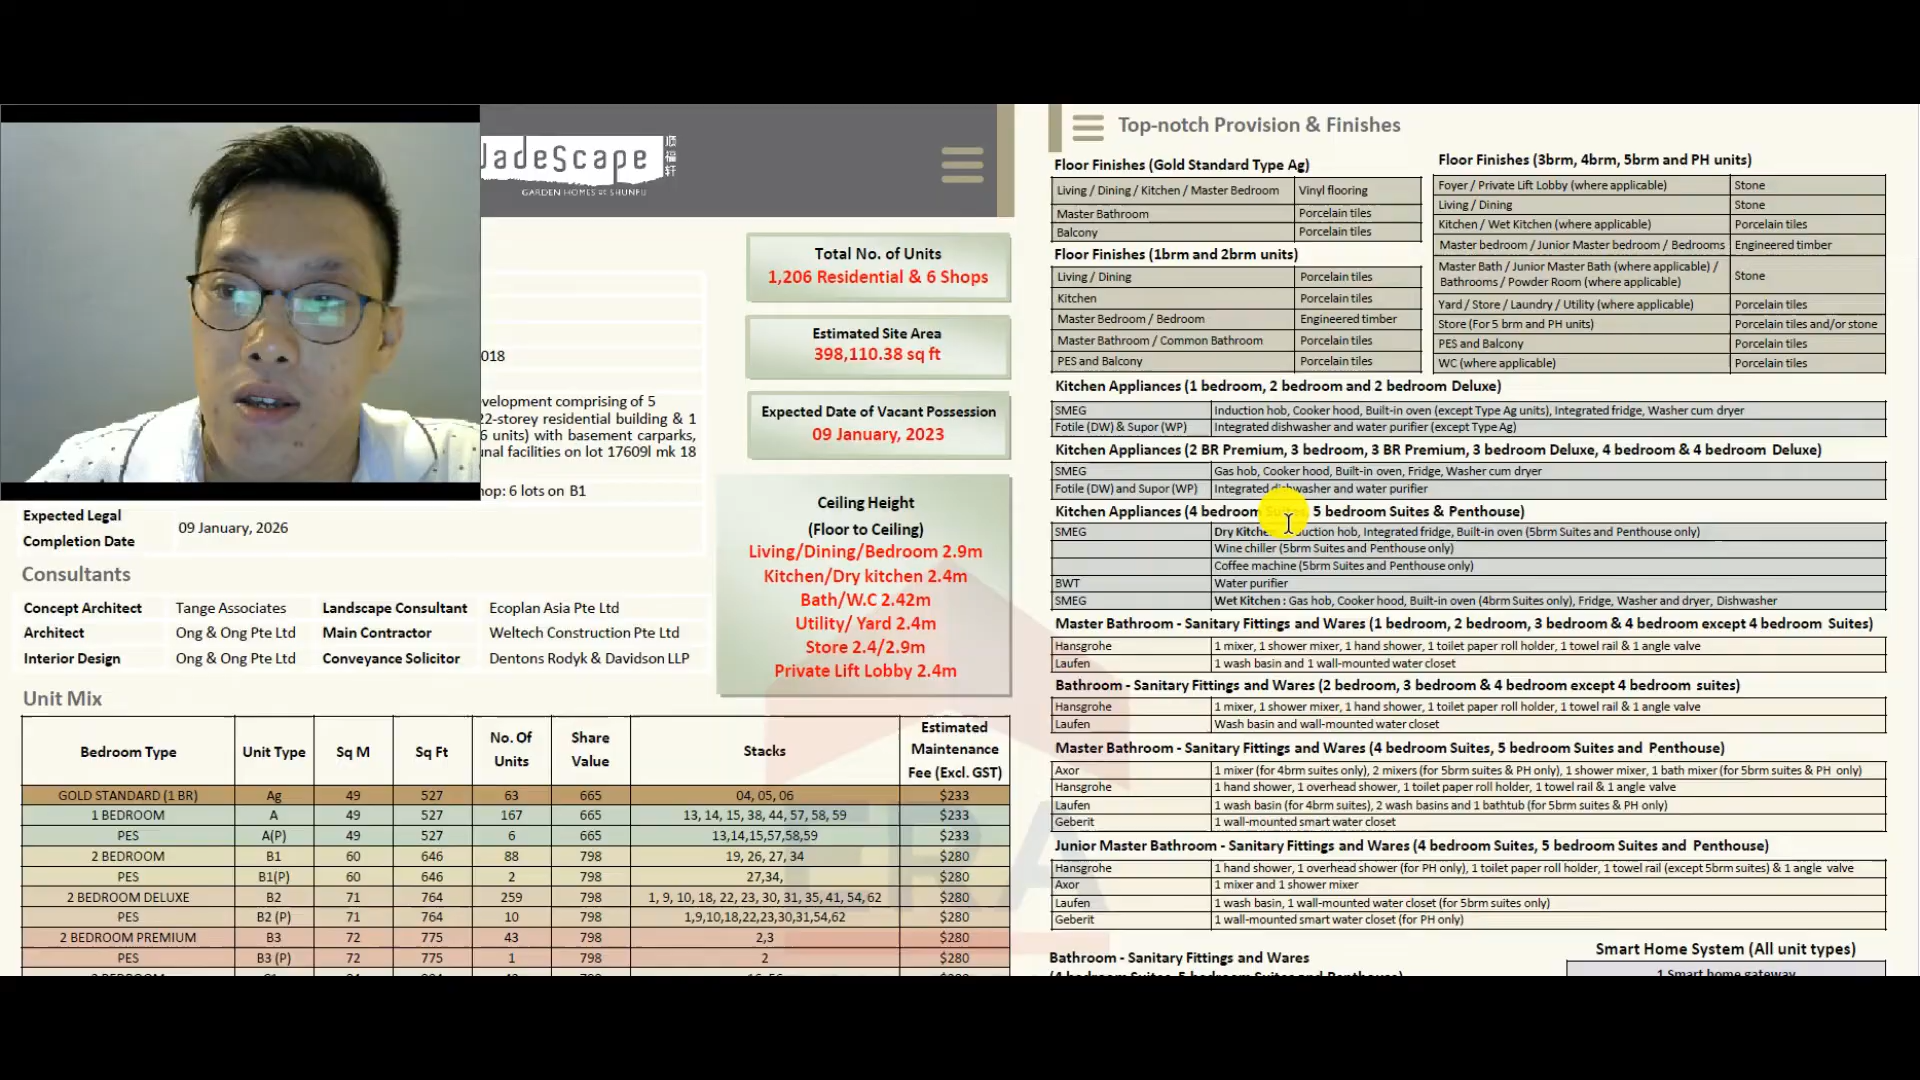 JadeScape
顺福轩
GARDEN HOMES @ SHUNFU
018
velopment comprising of 5
22-storey residential building & 1
6 units) with basement carparks,
nal facilities on lot 17609l mk 18
hop: 6 lots on B1
Expected Legal
Completion Date
09 January, 2026
Total No. of Units
1,206 Residential & 6 Shops
Estimated Site Area
398,110.38 sq ft
Expected Date of Vacant Possession
09 January, 2023
Ceiling Height
(Floor to Ceiling)
Living/Dining/Bedroom 2.9m
Kitchen/Dry kitchen 2.4m
Bath/W.C 2.42m
Utility/ Yard 2.4m
Store 2.4/2.9m
Private Lift Lobby 2.4m
Consultants
Concept Architect Tange Associates Landscape Consultant Ecoplan Asia Pte Ltd
Architect Ong & Ong Pte Ltd Main Contractor Weltech Construction Pte Ltd
Interior Design Ong & Ong Pte Ltd Conveyance Solicitor Dentons Rodyk & Davidson LLP
Unit Mix
Bedroom Type Unit Type Sq M Sq Ft No. Of Units Share Value Stacks Estimated Maintenance Fee (Excl. GST)
GOLD STANDARD (1 BR) Ag 49 527 63 665 04, 05, 06 $233
1 BEDROOM A 49 527 167 665 13, 14, 15, 38, 44, 57, 58, 59 $233
PES A(P) 49 527 6 665 13,14,15,57,58,59 $233
2 BEDROOM B1 60 646 88 798 19, 26, 27, 34 $280
PES B1(P) 60 646 2 798 27,34, $280
2 BEDROOM DELUXE B2 71 764 259 798 1, 9, 10, 18, 22, 23, 30, 31, 35, 41, 54, 62 $280
PES B2 (P) 71 764 10 798 1,9,10,18,22,23,30,31,54,62 $280
2 BEDROOM PREMIUM B3 72 775 43 798 2,3 $280
PES B3 (P) 72 775 1 798 2 $280
ERA
Top-notch Provision & Finishes
Floor Finishes (Gold Standard Type Ag)
Living / Dining / Kitchen / Master Bedroom Vinyl flooring
Master Bathroom Porcelain tiles
Balcony Porcelain tiles
Floor Finishes (1brm and 2brm units)
Living / Dining Porcelain tiles
Kitchen Porcelain tiles
Master Bedroom / Bedroom Engineered timber
Master Bathroom / Common Bathroom Porcelain tiles
PES and Balcony Porcelain tiles
Floor Finishes (3brm, 4brm, 5brm and PH units)
Foyer / Private Lift Lobby (where applicable) Stone
Living / Dining Stone
Kitchen / Wet Kitchen (where applicable) Porcelain tiles
Master bedroom / Junior Master bedroom / Bedrooms Engineered timber
Master Bath / Junior Master Bath (where applicable) /
Bathrooms / Powder Room (where applicable) Stone
Yard / Store / Laundry / Utility (where applicable) Porcelain tiles
Store (For 5 brm and PH units) Porcelain tiles and/or stone
PES and Balcony Porcelain tiles
WC (where applicable) Porcelain tiles
Kitchen Appliances (1 bedroom, 2 bedroom and 2 bedroom Deluxe)
SMEG Induction hob, Cooker hood, Built-in oven (except Type Ag units), Integrated fridge, Washer cum dryer
Fotile (DW) & Supor (WP) Integrated dishwasher and water purifier (except Type Ag)
Kitchen Appliances (2 BR Premium, 3 bedroom, 3 BR Premium, 3 bedroom Deluxe, 4 bedroom & 4 bedroom Deluxe)
SMEG Gas hob, Cooker hood, Built-in oven, Fridge, Washer cum dryer
Fotile (DW) and Supor (WP) Integrated dishwasher and water purifier
Kitchen Appliances (4 bedroom Suites, 5 bedroom Suites & Penthouse)
SMEG Dry Kitchen uction hob, Integrated fridge, Built-in oven (5brm Suites and Penthouse only)
Wine chiller (5brm Suites and Penthouse only)
Coffee machine (5brm Suites and Penthouse only)
BWT Water purifier
SMEG Wet Kitchen : Gas hob, Cooker hood, Built-in oven (4brm Suites only), Fridge, Washer and dryer, Dishwasher
Master Bathroom - Sanitary Fittings and Wares (1 bedroom, 2 bedroom, 3 bedroom & 4 bedroom except 4 bedroom Suites)
Hansgrohe 1 mixer, 1 shower mixer, 1 hand shower, 1 toilet paper roll holder, 1 towel rail & 1 angle valve
Laufen 1 wash basin and 1 wall-mounted water closet
Bathroom - Sanitary Fittings and Wares (2 bedroom, 3 bedroom & 4 bedroom except 4 bedroom suites)
Hansgrohe 1 mixer, 1 shower mixer, 1 hand shower, 1 toilet paper roll holder, 1 towel rail & 1 angle valve
Laufen Wash basin and wall-mounted water closet
Master Bathroom - Sanitary Fittings and Wares (4 bedroom Suites, 5 bedroom Suites and Penthouse)
Axor 1 mixer (for 4brm suites only), 2 mixers (for 5brm suites & PH only), 1 shower mixer, 1 bath mixer (for 5brm suites & PH only)
Hansgrohe 1 hand shower, 1 overhead shower, 1 toilet paper roll holder, 1 towel rail & 1 angle valve
Laufen 1 wash basin (for 4brm suites), 2 wash basins and 1 bathtub (for 5brm suites & PH only)
Geberit 1 wall-mounted smart water closet
Junior Master Bathroom - Sanitary Fittings and Wares (4 bedroom Suites, 5 bedroom Suites and Penthouse)
Hansgrohe 1 hand shower, 1 overhead shower (for PH only), 1 toilet paper roll holder, 1 towel rail (except 5brm suites) & 1 angle valve
Axor 1 mixer and 1 shower mixer
Laufen 1 wash basin, 1 wall-mounted water closet (for 5brm suites only)
Geberit 1 wall-mounted smart water closet (for PH only)
Bathroom - Sanitary Fittings and Wares
Smart Home System (All unit types)
1 Smart home gateway